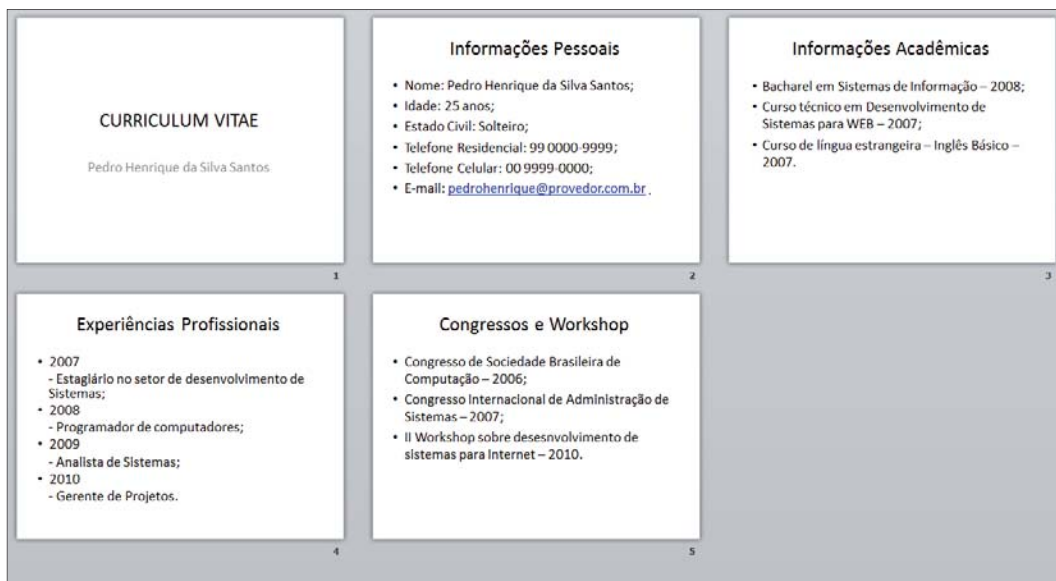 CURRICULUM VITAE
Pedro Henrique da Silva Santos
1
Informações Pessoais
• Nome: Pedro Henrique da Silva Santos;
• Idade: 25 anos;
• Estado Civil: Solteiro;
• Telefone Residencial: 99 0000-9999;
• Telefone Celular: 00 9999-0000;
• E-mail: pedrohenrique@provedor.com.br .
2
Informações Acadêmicas
• Bacharel em Sistemas de Informação – 2008;
• Curso técnico em Desenvolvimento de
Sistemas para WEB – 2007;
• Curso de língua estrangeira – Inglês Básico –
2007.
3
Experiências Profissionais
• 2007
- Estagiário no setor de desenvolvimento de
Sistemas;
• 2008
- Programador de computadores;
• 2009
- Analista de Sistemas;
• 2010
- Gerente de Projetos.
4
Congressos e Workshop
• Congresso de Sociedade Brasileira de
Computação – 2006;
• Congresso Internacional de Administração de
Sistemas – 2007;
• II Workshop sobre desesnvolvimento de
sistemas para Internet – 2010.
5